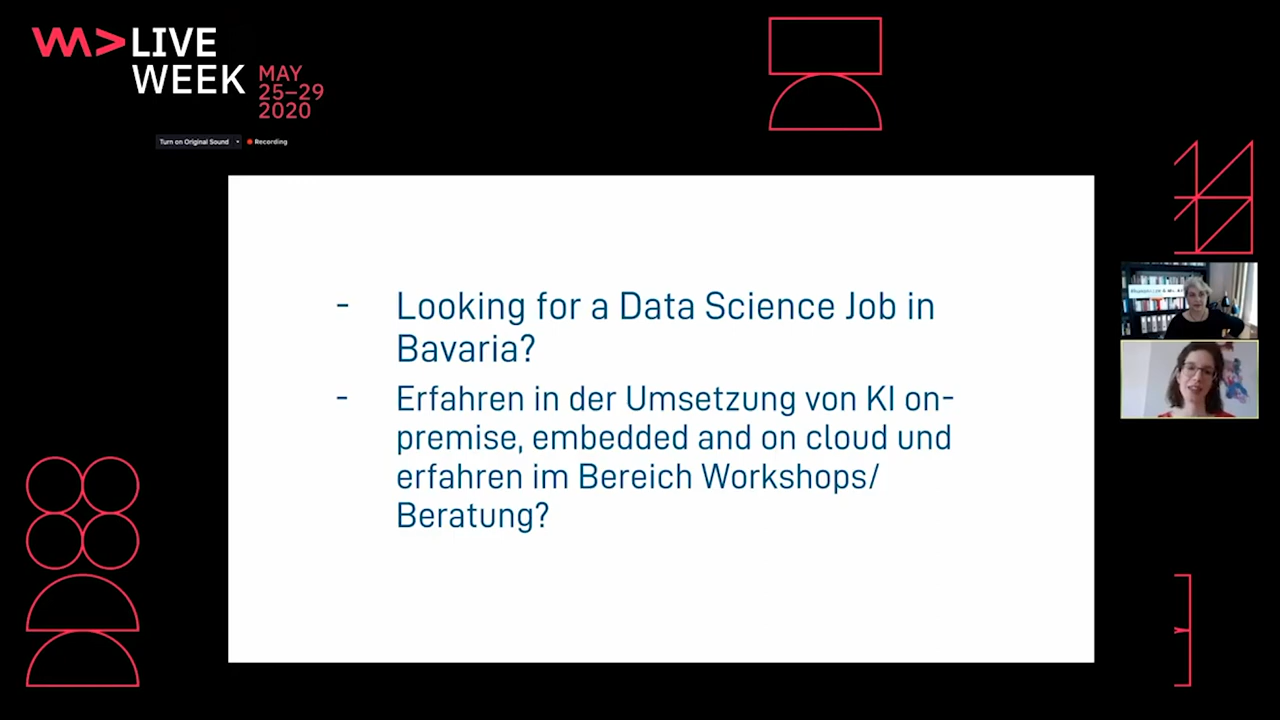 LIVE
WEEK
MAY
25–29
2020
Turn on Original Sound
Recording
- Looking for a Data Science Job in
Bavaria?
- Erfahren in der Umsetzung von KI on-
premise, embedded and on cloud und
erfahren im Bereich Workshops/
Beratung?